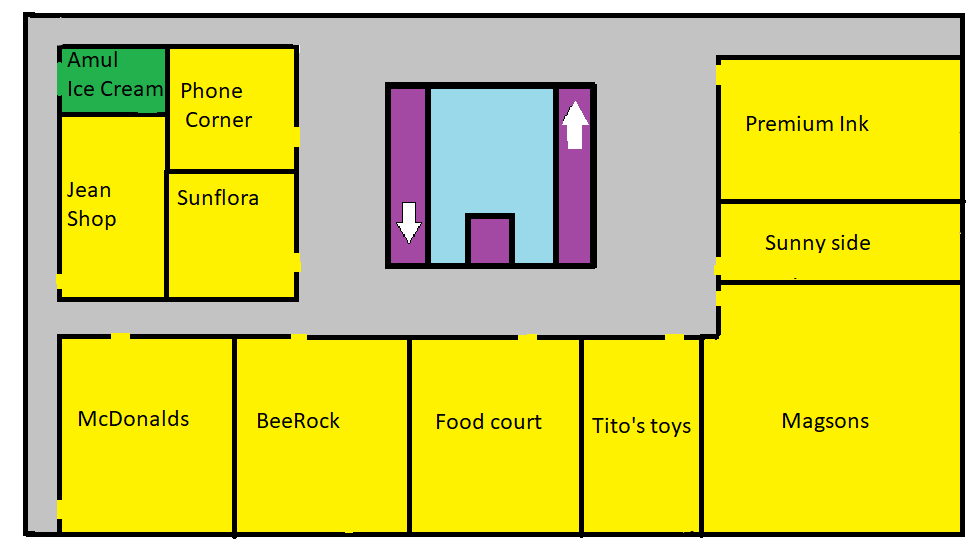 Amul
Ice Cream
Phone
Corner
Jean
Shop
Sunflora
Premium Ink
Sunny side
McDonalds
BeeRock
Food court
Tito's toys
Magsons